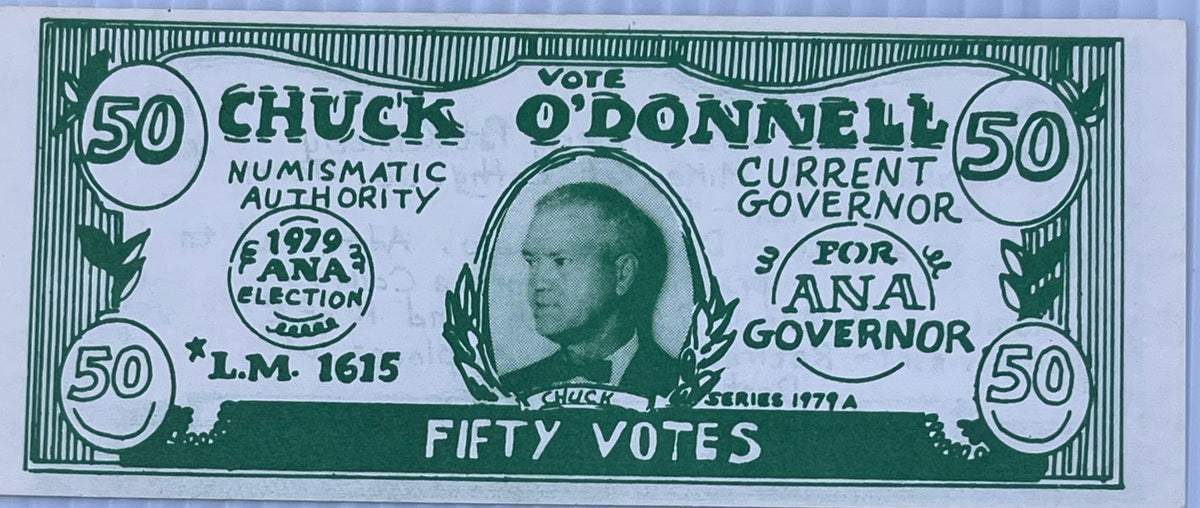 VOTE
CHUCK O'DONNELL
50
50
NUMISMATIC
AUTHORITY
1979
ANA
ELECTION
*L.M. 1615
CURRENT
GOVERNOR
FOR
ANA
GOVERNOR
CHUCK
SERIES 1979A
50
50
FIFTY VOTES